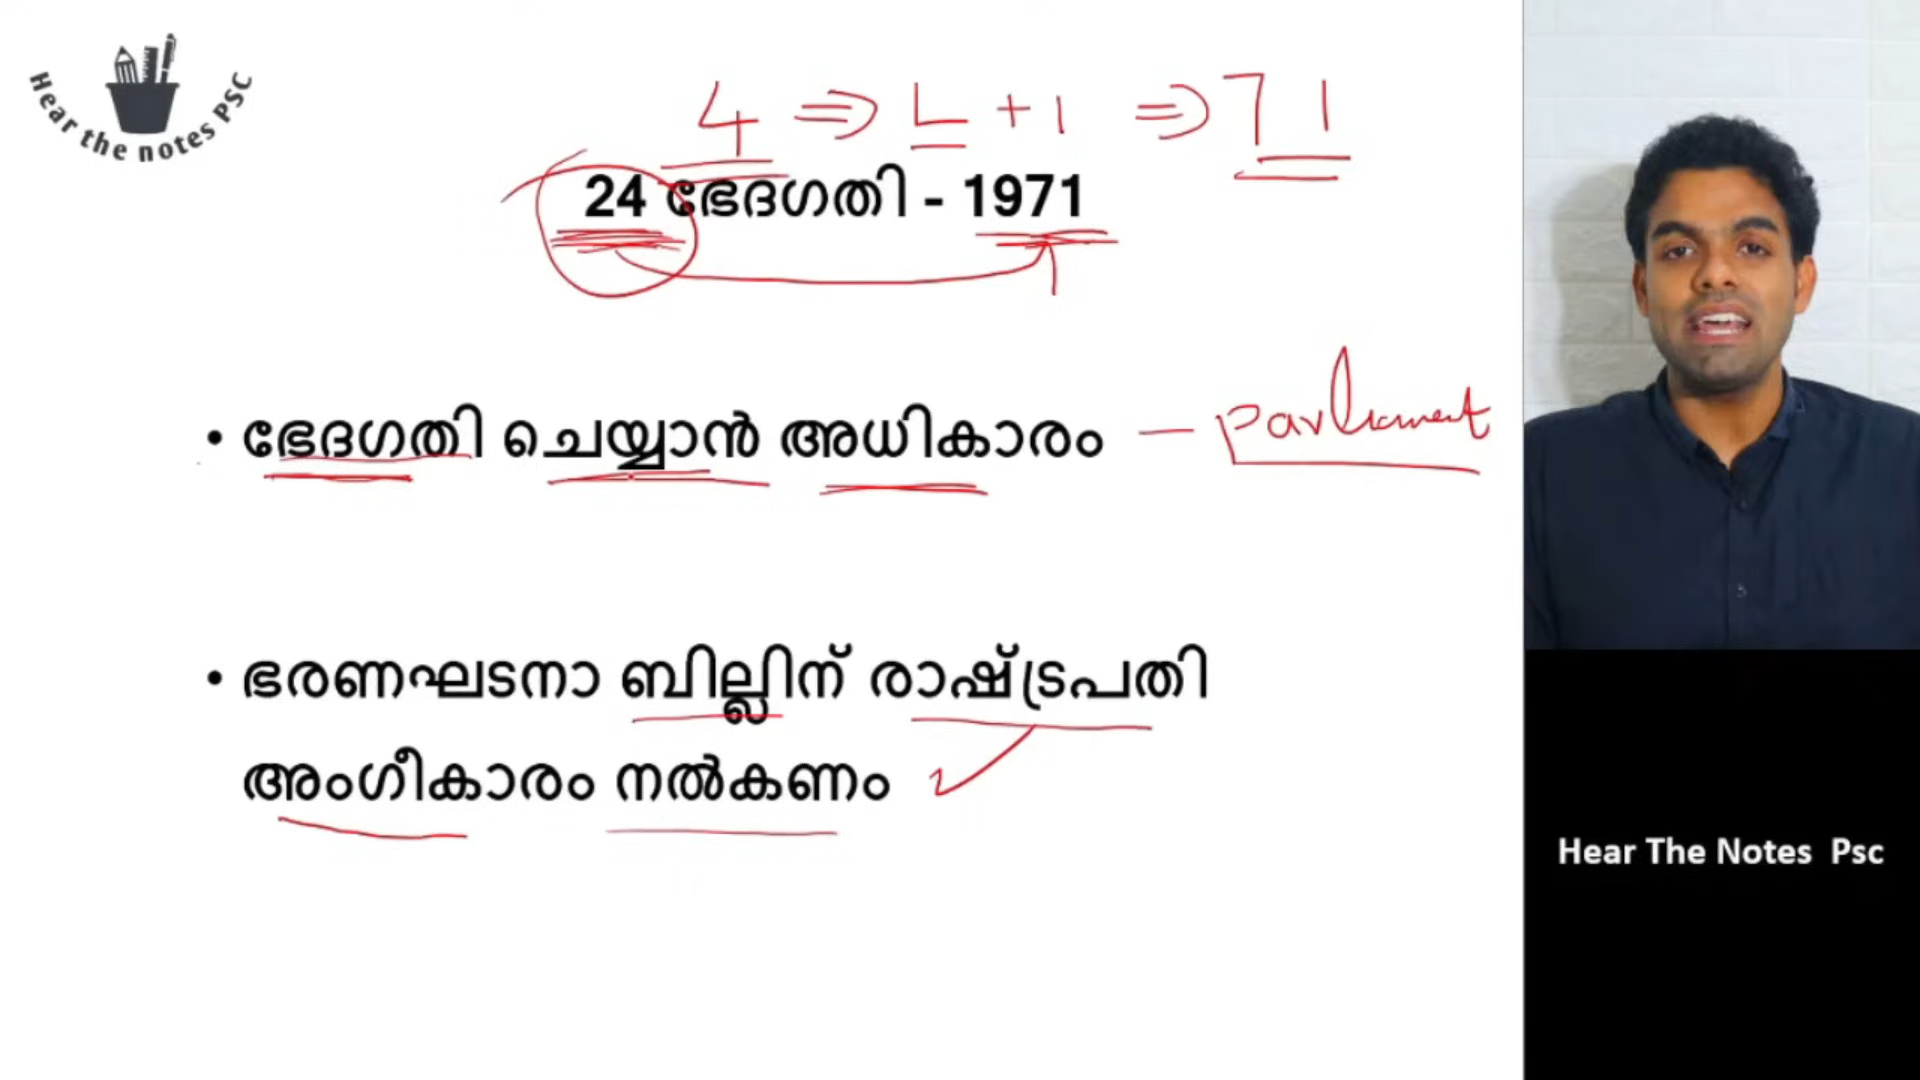 Hear the notes PSC
4 ⇒ L + 1 ⇒ 71
24 ഭേദഗതി - 1971
• ഭേദഗതി ചെയ്യാൻ അധികാരം — parliament
• ഭരണഘടനാ ബില്ലിന് രാഷ്ട്രപതി
അംഗീകാരം നൽകണം
Hear The Notes Psc